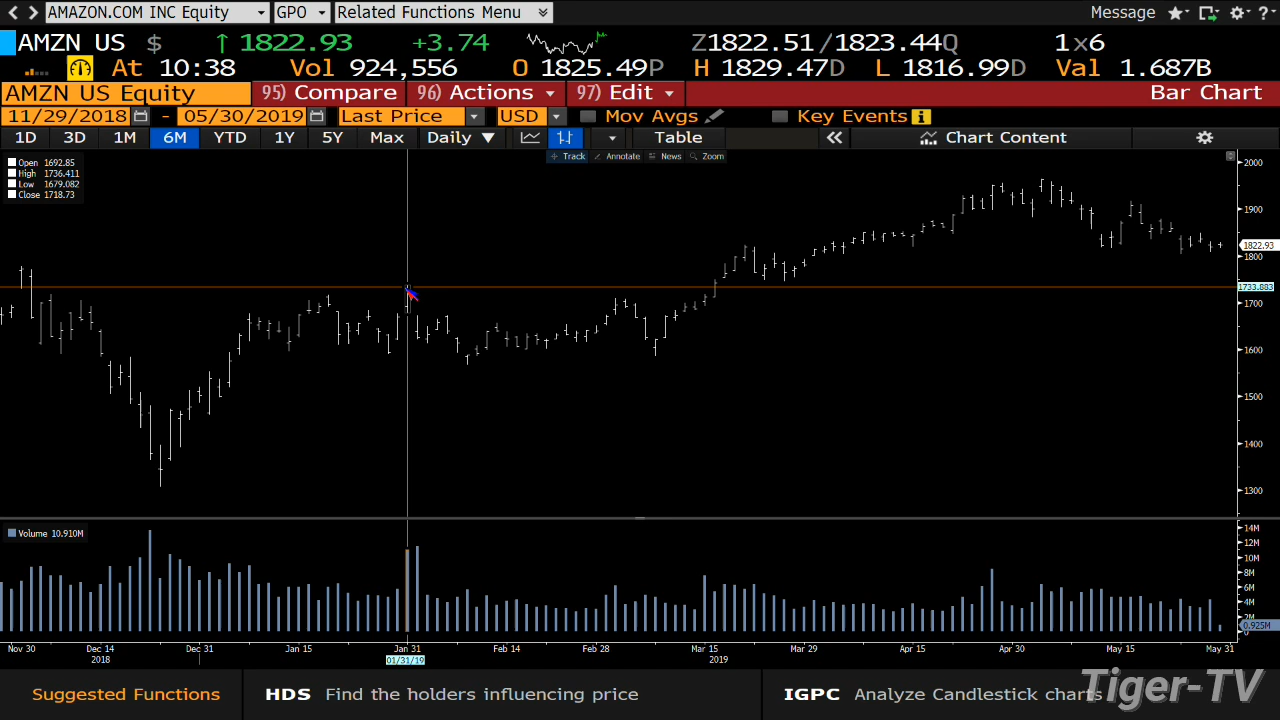 AMAZON.COM INC Equity GPO Related Functions Menu Message
AMZN US $ ↑ 1822.93 +3.74 Z1822.51/1823.44Q 1x6
At 10:38 Vol 924,556 O 1825.49P H 1829.47D L 1816.99D Val 1.687B
AMZN US Equity 95) Compare 96) Actions 97) Edit Bar Chart
11/29/2018 - 05/30/2019 Last Price USD Mov Avgs Key Events
1D 3D 1M 6M YTD 1Y 5Y Max Daily ▼ Table « Chart Content
Track Annotate News Zoom
Open 1692.85
High 1736.411
Low 1679.082
Close 1718.73
2000
1900
1822.93
1800
1733.883
1700
1600
1500
1400
1300
Volume 10.910M
14M
12M
10M
8M
6M
4M
2M
0.925M
0
Nov 30 Dec 14 Dec 31 Jan 15 Jan 31 Feb 14 Feb 28 Mar 15 Mar 29 Apr 15 Apr 30 May 15 May 31
2018 01/31/19 2019
Suggested Functions HDS Find the holders influencing price IGPC Analyze Candlestick charts
Tiger-TV